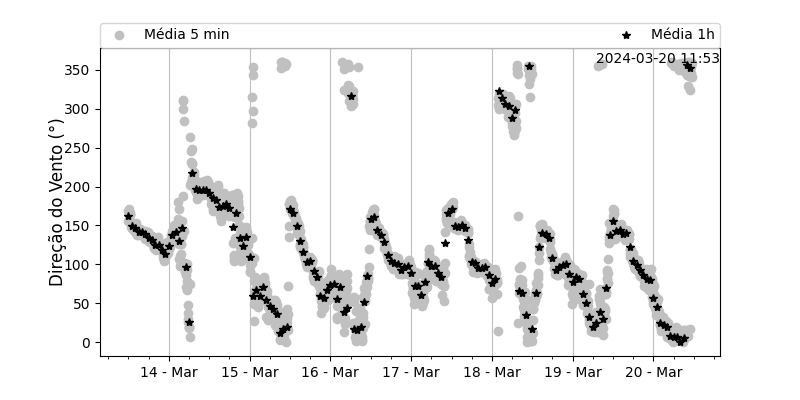 Média 5 min
Média 1h
2024-03-20 11:53
Direção do Vento (°)
350
300
250
200
150
100
50
0
14 - Mar
15 - Mar
16 - Mar
17 - Mar
18 - Mar
19 - Mar
20 - Mar